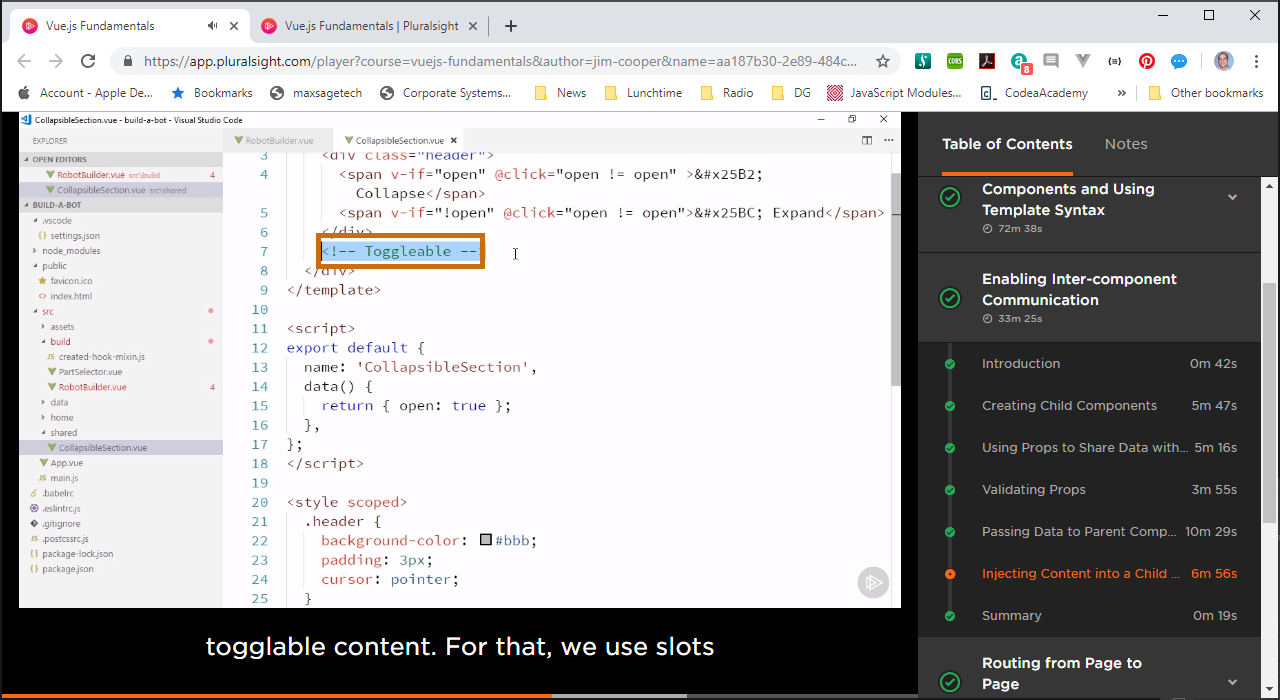 Vue.js Fundamentals
Vue.js Fundamentals | Pluralsight
https://app.pluralsight.com/player?course=vuejs-fundamentals&author=jim-cooper&name=aa187b30-2e89-484c...
CORS
8
Account - Apple De...
Bookmarks
maxsagetech
Corporate Systems...
News
Lunchtime
Radio
DG
JavaScript Modules...
CodeaAcademy
»
Other bookmarks
CollapsibleSection.vue - build-a-bot - Visual Studio Code
EXPLORER
RobotBuilder.vue
CollapsibleSection.vue
OPEN EDITORS
RobotBuilder.vue src\build 4
CollapsibleSection.vue src\shared
BUILD-A-BOT
.vscode
{ } settings.json
node_modules
public
favicon.ico
<> index.html
src
assets
build
JS created-hook-mixin.js
PartSelector.vue
RobotBuilder.vue 4
data
home
shared
CollapsibleSection.vue
App.vue
JS main.js
.babelrc
.eslintrc.js
.gitignore
JS .postcssrc.js
{ } package-lock.json
{ } package.json
3 <div class="header">
4 <span v-if="open" @click="open != open" >&#x25B2;
Collapse</span>
5 <span v-if="!open" @click="open != open">&#x25BC; Expand</span>
6 </div>
7 <!-- Toggleable -->
8 </div>
9 </template>
10
11 <script>
12 export default {
13 name: 'CollapsibleSection',
14 data() {
15 return { open: true };
16 },
17 };
18 </script>
19
20 <style scoped>
21 .header {
22 background-color: #bbb;
23 padding: 3px;
24 cursor: pointer;
25 }
togglable content. For that, we use slots
Table of Contents
Notes
Components and Using
Template Syntax
72m 38s
Enabling Inter-component
Communication
33m 25s
Introduction 0m 42s
Creating Child Components 5m 47s
Using Props to Share Data with... 5m 16s
Validating Props 3m 55s
Passing Data to Parent Comp... 10m 29s
Injecting Content into a Child ... 6m 56s
Summary 0m 19s
Routing from Page to
Page